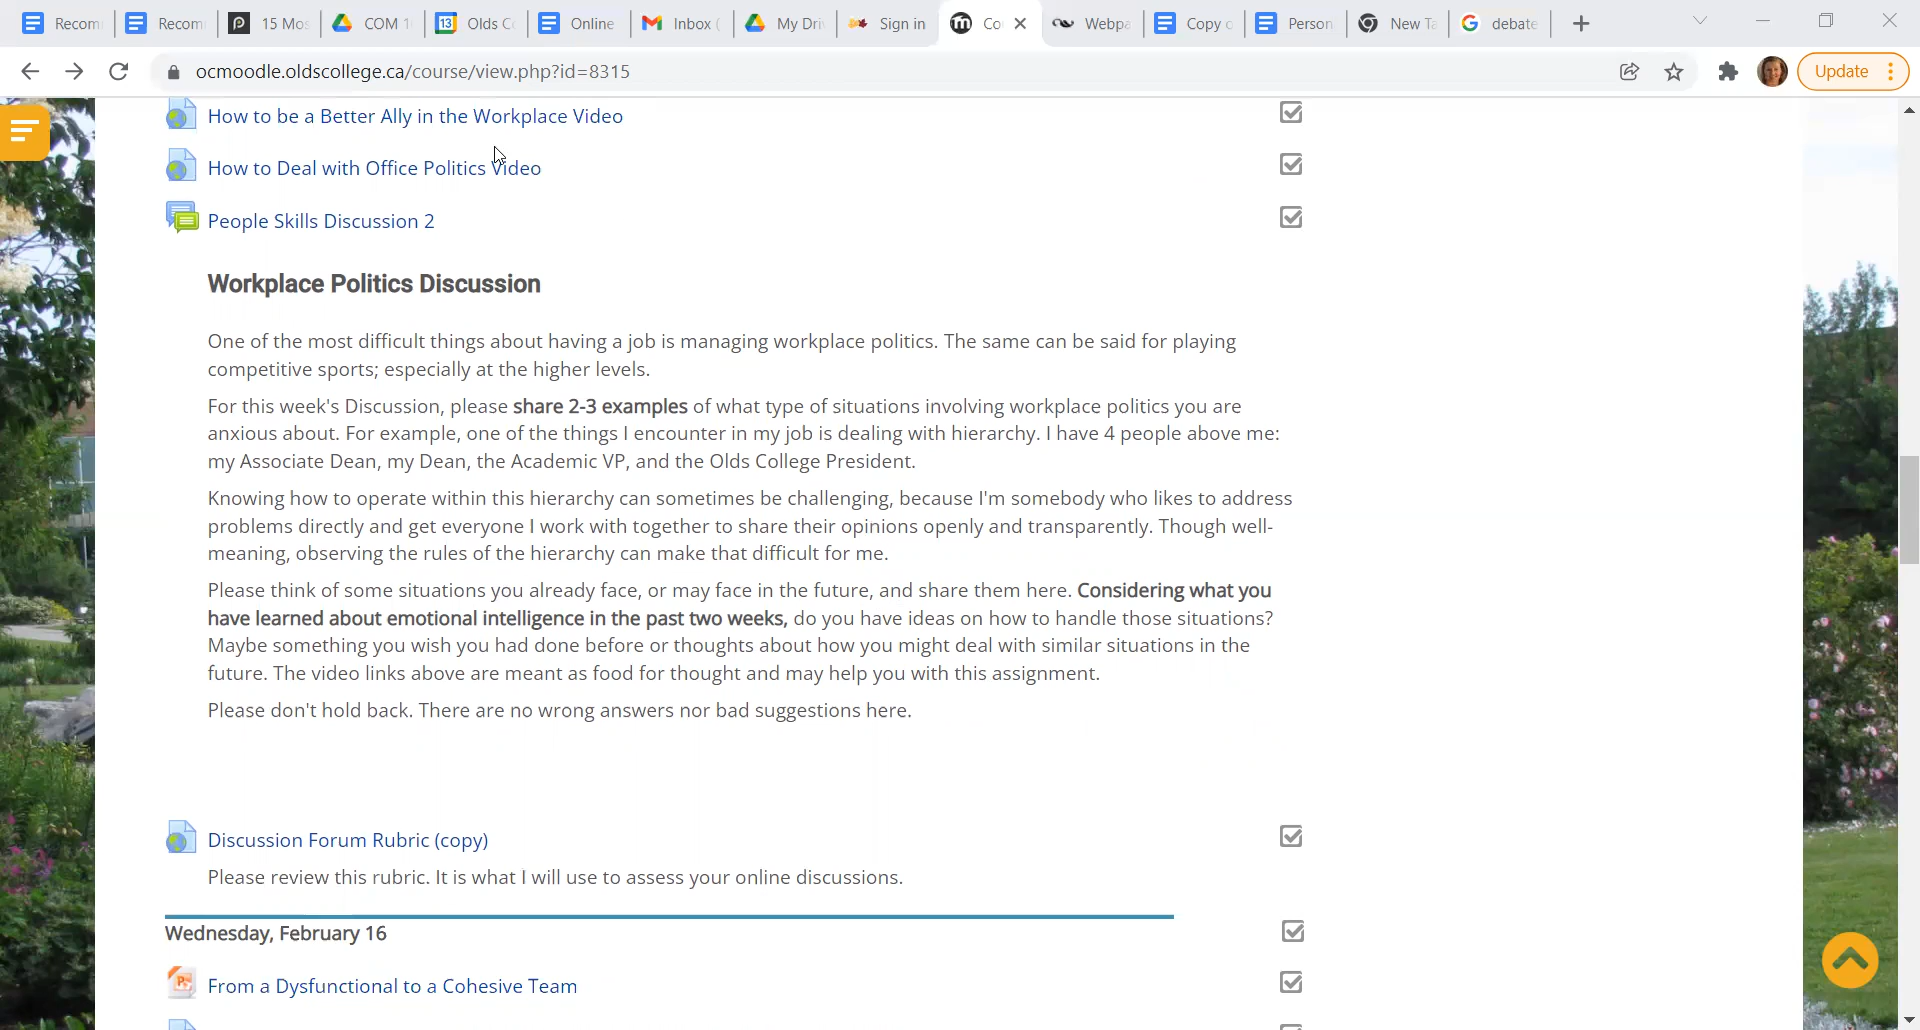 Recom
Recom
15 Mos
COM 1
Olds Co
Online
Inbox (
My Dri
Sign in
Co
Webpa
Copy o
Person
New Ta
debate
ocmoodle.oldscollege.ca/course/view.php?id=8315
Update
How to be a Better Ally in the Workplace Video
How to Deal with Office Politics Video
People Skills Discussion 2
Workplace Politics Discussion
One of the most difficult things about having a job is managing workplace politics. The same can be said for playing
competitive sports; especially at the higher levels.
For this week's Discussion, please share 2-3 examples of what type of situations involving workplace politics you are
anxious about. For example, one of the things I encounter in my job is dealing with hierarchy. I have 4 people above me:
my Associate Dean, my Dean, the Academic VP, and the Olds College President.
Knowing how to operate within this hierarchy can sometimes be challenging, because I'm somebody who likes to address
problems directly and get everyone I work with together to share their opinions openly and transparently. Though well-
meaning, observing the rules of the hierarchy can make that difficult for me.
Please think of some situations you already face, or may face in the future, and share them here. Considering what you
have learned about emotional intelligence in the past two weeks, do you have ideas on how to handle those situations?
Maybe something you wish you had done before or thoughts about how you might deal with similar situations in the
future. The video links above are meant as food for thought and may help you with this assignment.
Please don't hold back. There are no wrong answers nor bad suggestions here.
Discussion Forum Rubric (copy)
Please review this rubric. It is what I will use to assess your online discussions.
Wednesday, February 16
From a Dysfunctional to a Cohesive Team